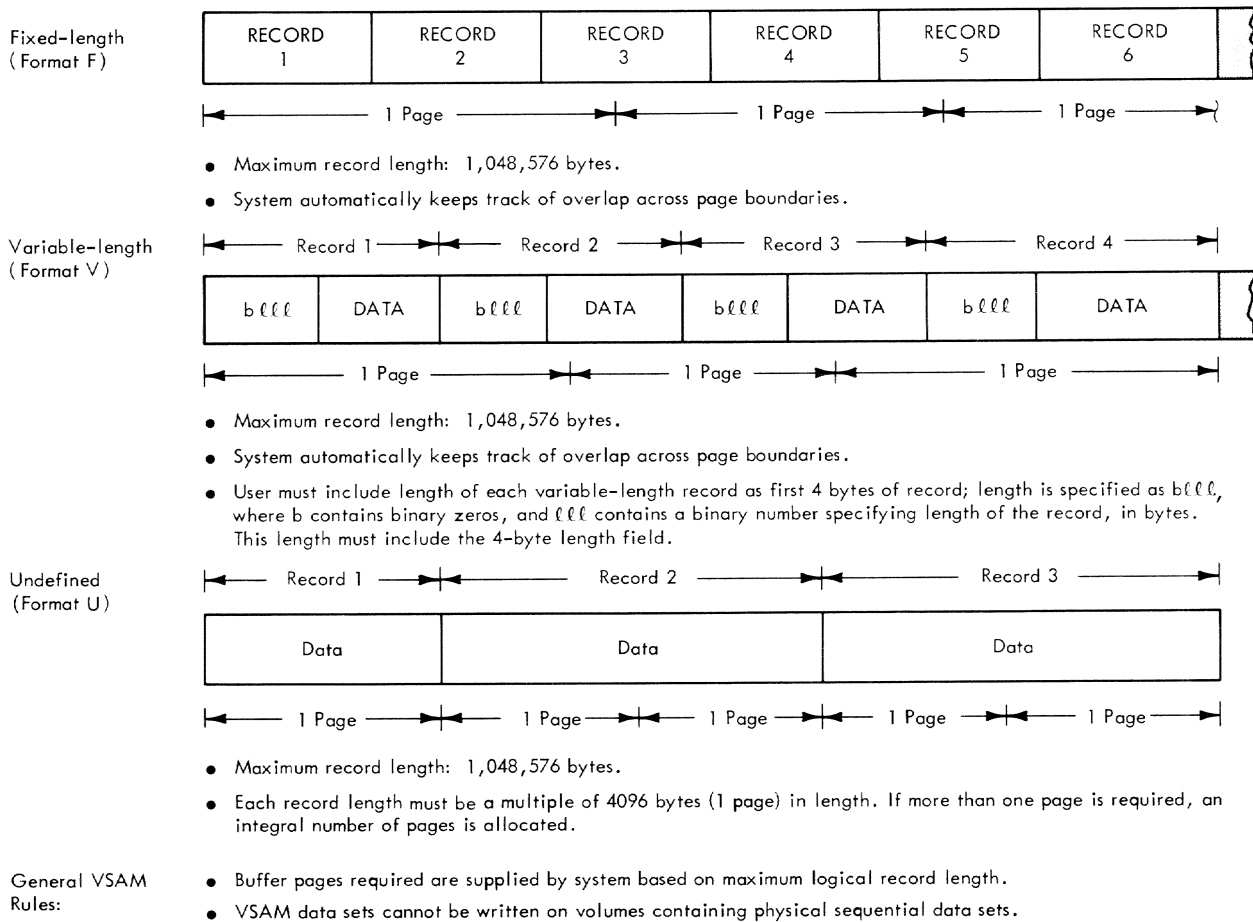 Fixed-length
(Format F)
RECORD 1 RECORD 2 RECORD 3 RECORD 4 RECORD 5 RECORD 6
1 Page 1 Page 1 Page
• Maximum record length: 1,048,576 bytes.
• System automatically keeps track of overlap across page boundaries.
Variable-length
(Format V)
Record 1 Record 2 Record 3 Record 4
bℓℓℓ DATA bℓℓℓ DATA bℓℓℓ DATA bℓℓℓ DATA
1 Page 1 Page 1 Page
• Maximum record length: 1,048,576 bytes.
• System automatically keeps track of overlap across page boundaries.
• User must include length of each variable-length record as first 4 bytes of record; length is specified as bℓℓℓ,
where b contains binary zeros, and ℓℓℓ contains a binary number specifying length of the record, in bytes.
This length must include the 4-byte length field.
Undefined
(Format U)
Record 1 Record 2 Record 3
Data Data Data
1 Page 1 Page 1 Page 1 Page 1 Page
• Maximum record length: 1,048,576 bytes.
• Each record length must be a multiple of 4096 bytes (1 page) in length. If more than one page is required, an
integral number of pages is allocated.
General VSAM
Rules:
• Buffer pages required are supplied by system based on maximum logical record length.
• VSAM data sets cannot be written on volumes containing physical sequential data sets.